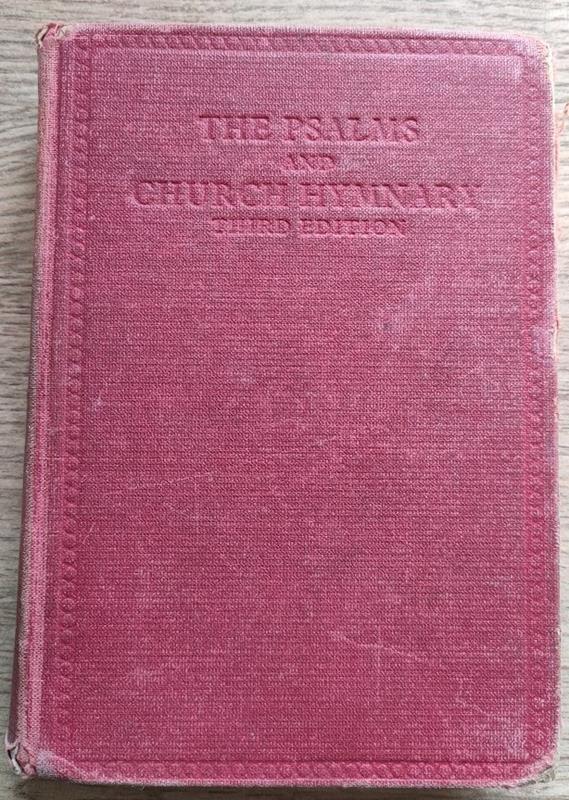 THE PSALMS
AND
CHURCH HYMNARY
THIRD EDITION